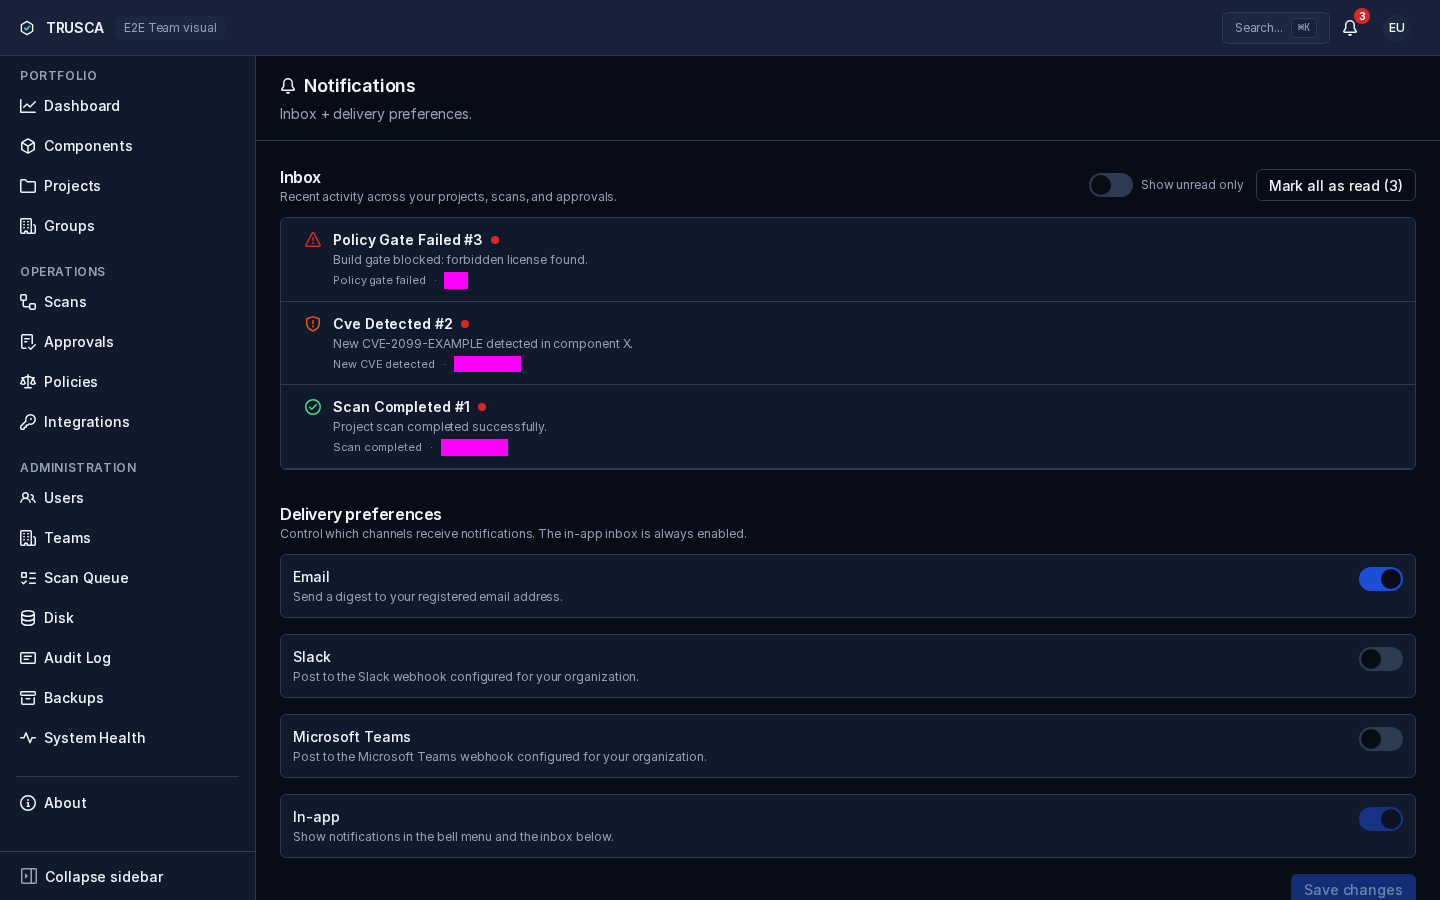 TRUSCA
E2E Team visual
Search...
⌘K
3
EU
PORTFOLIO
Dashboard
Components
Projects
Groups
OPERATIONS
Scans
Approvals
Policies
Integrations
ADMINISTRATION
Users
Teams
Scan Queue
Disk
Audit Log
Backups
System Health
About
Collapse sidebar
Notifications
Inbox + delivery preferences.
Inbox
Recent activity across your projects, scans, and approvals.
Show unread only
Mark all as read (3)
Policy Gate Failed #3
Build gate blocked: forbidden license found.
Policy gate failed ·
Cve Detected #2
New CVE-2099-EXAMPLE detected in component X.
New CVE detected ·
Scan Completed #1
Project scan completed successfully.
Scan completed ·
Delivery preferences
Control which channels receive notifications. The in-app inbox is always enabled.
Email
Send a digest to your registered email address.
Slack
Post to the Slack webhook configured for your organization.
Microsoft Teams
Post to the Microsoft Teams webhook configured for your organization.
In-app
Show notifications in the bell menu and the inbox below.
Save changes